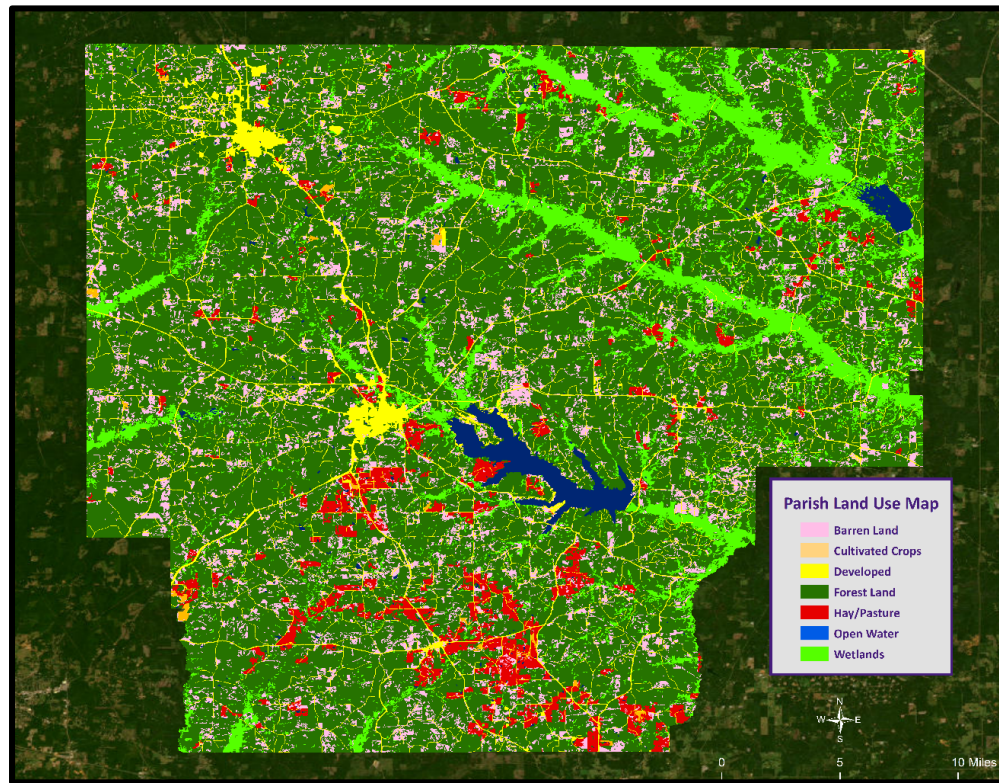 Parish Land Use Map
Barren Land
Cultivated Crops
Developed
Forest Land
Hay/Pasture
Open Water
Wetlands
N
W E
S
0 5 10 Miles